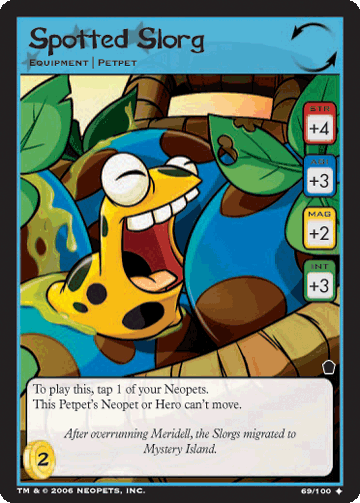 Spotted Slorg
Equipment | Petpet
STR
+4
AGI
+3
MAG
+2
INT
+3
To play this, tap 1 of your Neopets.
This Petpet's Neopet or Hero can't move.
After overrunning Meridell, the Slorgs migrated to
Mystery Island.
2
TM & © 2006 NEOPETS, INC.
69/100 ◆